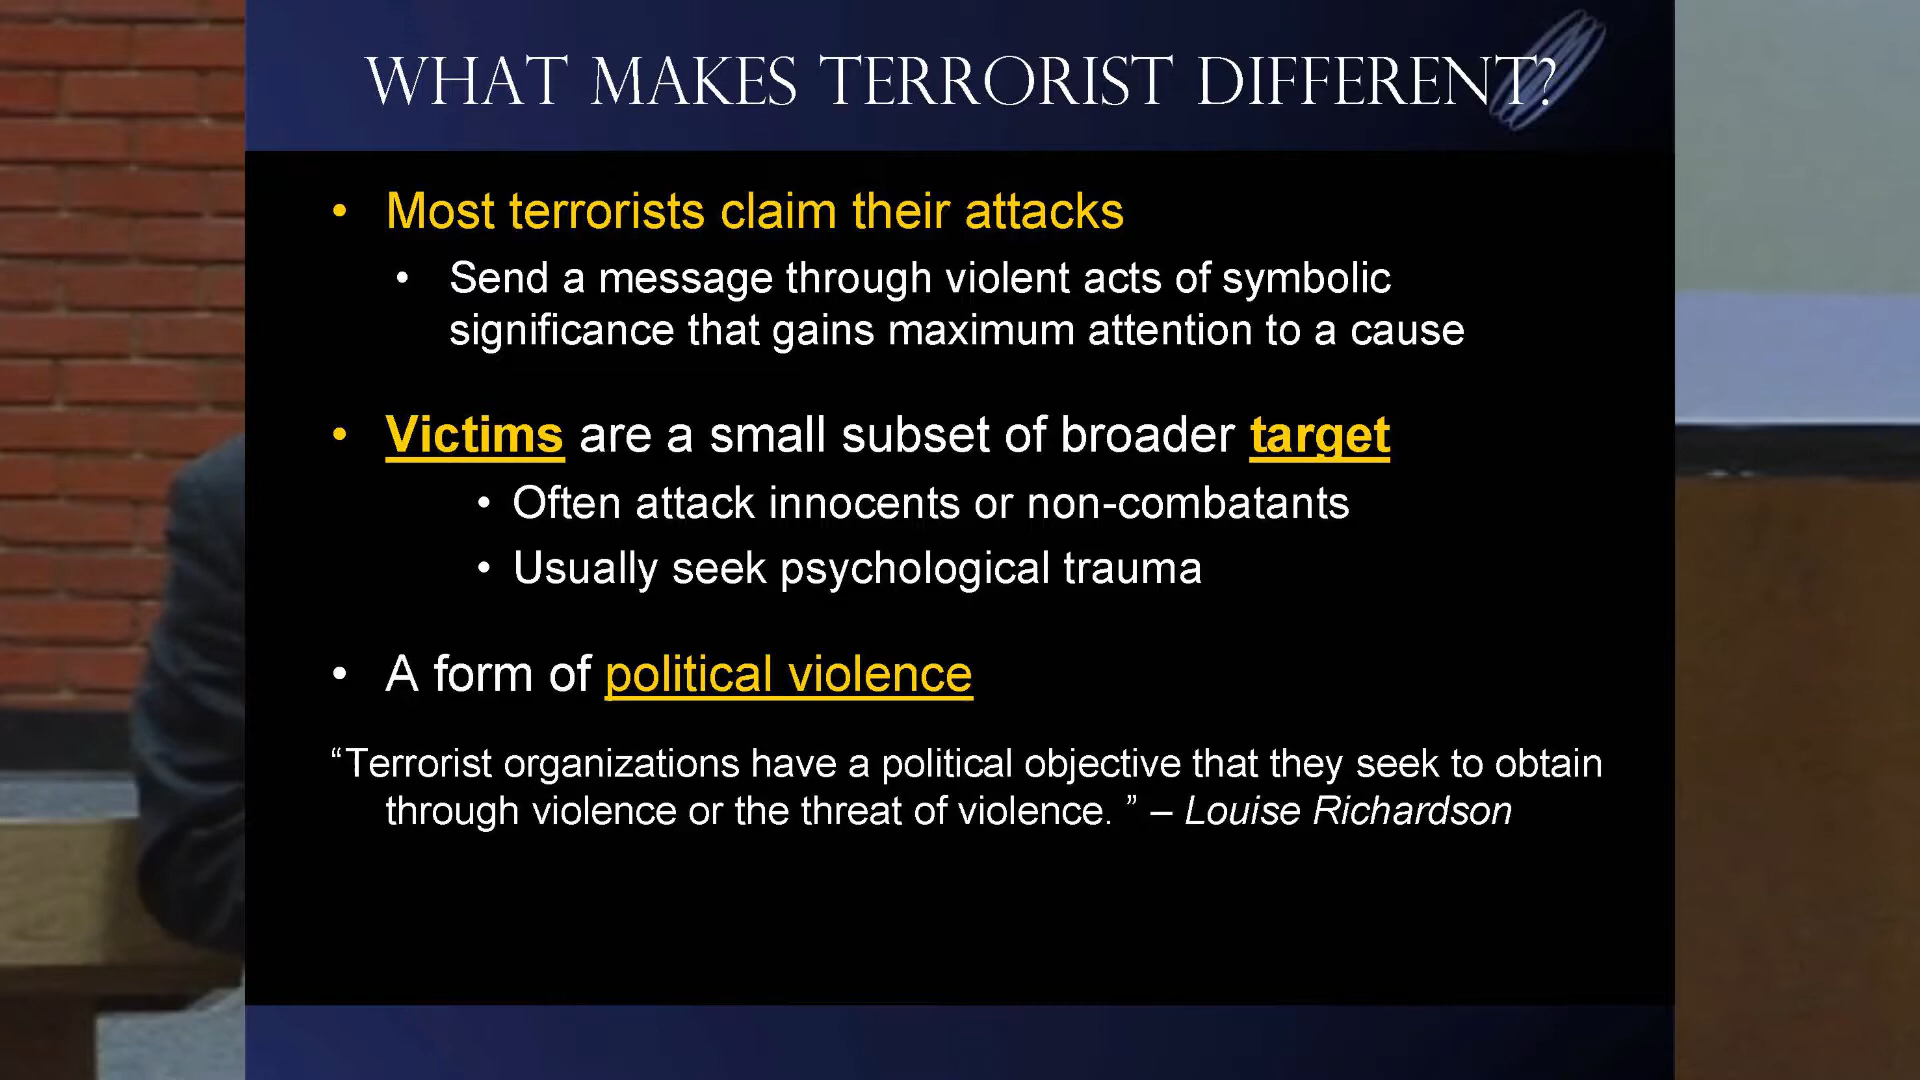 WHAT MAKES TERRORIST DIFFERENT?
• Most terrorists claim their attacks
• Send a message through violent acts of symbolic
significance that gains maximum attention to a cause
• Victims are a small subset of broader target
• Often attack innocents or non-combatants
• Usually seek psychological trauma
• A form of political violence
“Terrorist organizations have a political objective that they seek to obtain
through violence or the threat of violence. ” – Louise Richardson